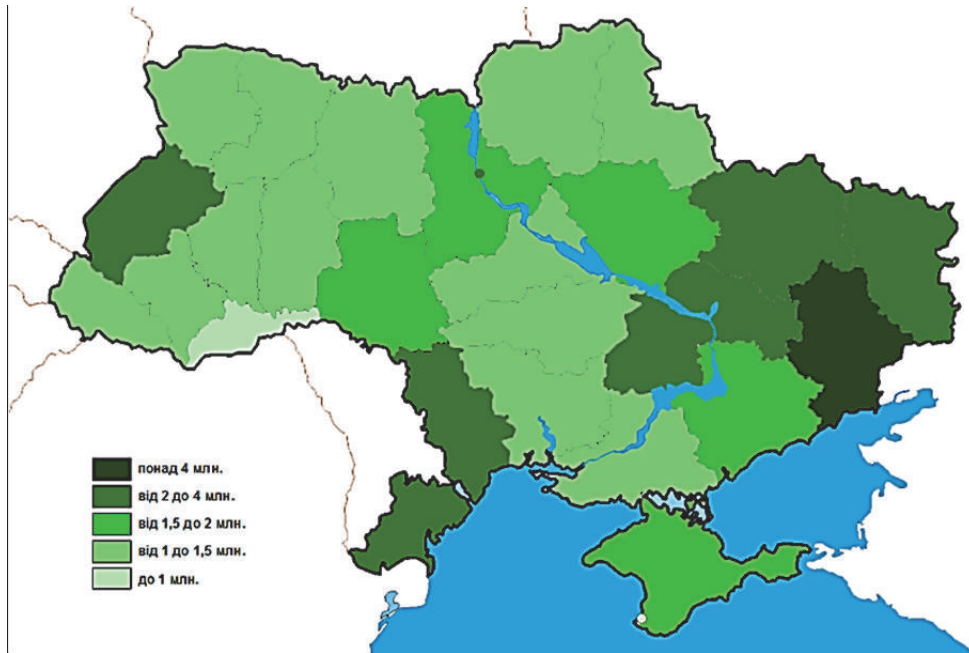 понад 4 млн.
від 2 до 4 млн.
від 1,5 до 2 млн.
від 1 до 1,5 млн.
до 1 млн.